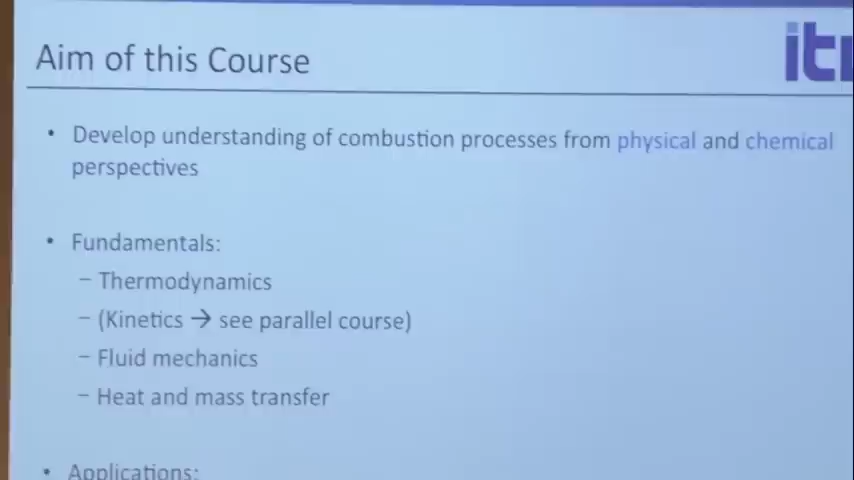 Aim of this Course
• Develop understanding of combustion processes from physical and chemical
perspectives
• Fundamentals:
– Thermodynamics
– (Kinetics → see parallel course)
– Fluid mechanics
– Heat and mass transfer
• Applications: